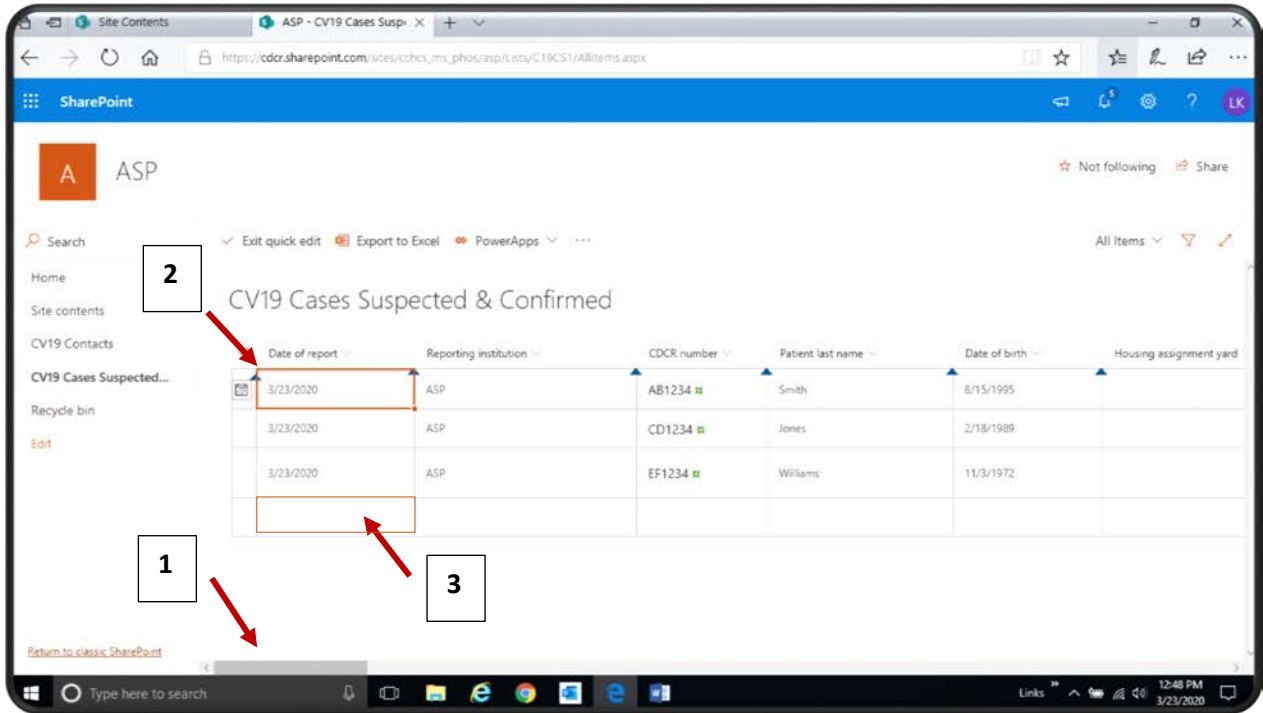 Site Contents
ASP - CV19 Cases Susp
https://cdcr.sharepoint.com/sites/cchcs_ms_phos/asp/Lists/C19CS1/AllItems.aspx
SharePoint
5
LK
A
ASP
Not following
Share
Search
Exit quick edit
Export to Excel
PowerApps
All Items
Home
2
CV19 Cases Suspected & Confirmed
Site contents
CV19 Contacts
Date of report
Reporting institution
CDCR number
Patient last name
Date of birth
Housing assignment yard
CV19 Cases Suspected...
3/23/2020 ASP AB1234 Smith 8/15/1995
Recycle bin
3/23/2020 ASP CD1234 Jones 2/18/1989
Edit
3/23/2020 ASP EF1234 Williams 11/3/1972
1
3
Return to classic SharePoint
Type here to search
Links
12:48 PM
3/23/2020